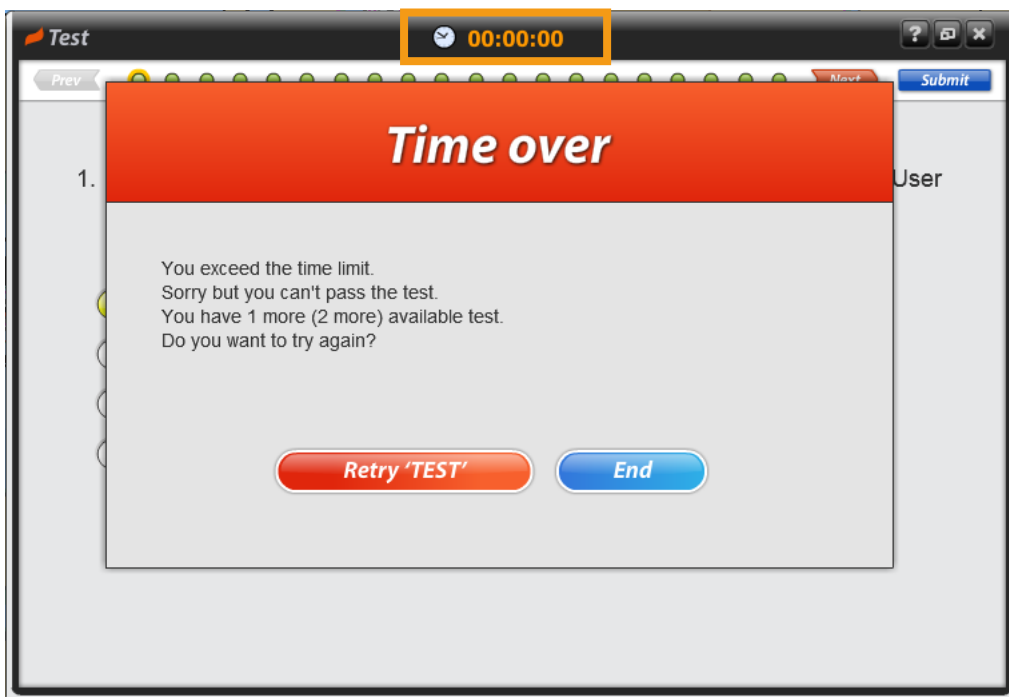 Test
00:00:00
?
Prev
Next
Submit
Time over
1.
User
You exceed the time limit.
Sorry but you can't pass the test.
You have 1 more (2 more) available test.
Do you want to try again?
Retry ‘TEST’
End